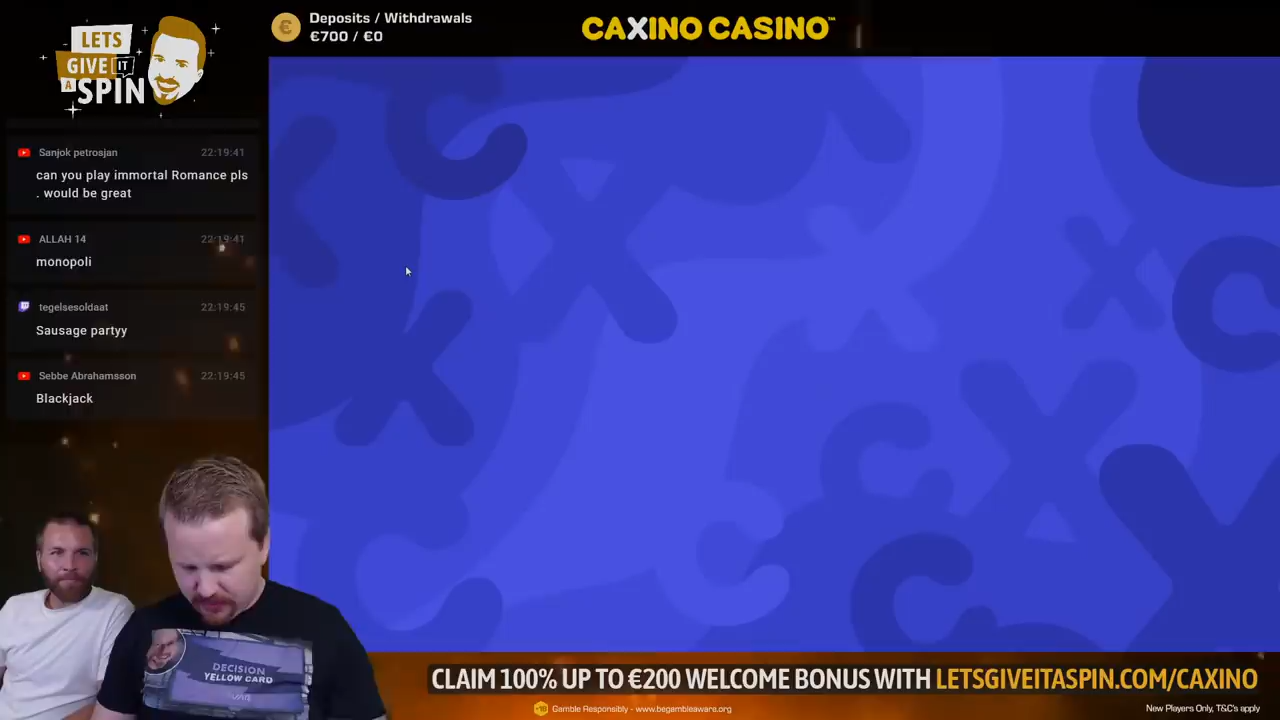 LETS
GIVE IT
A SPIN
Deposits / Withdrawals
€700 / €0
CAXINO CASINO™
Sanjok petrosjan 22:19:41
can you play immortal Romance pls
. would be great
ALLAH 14 22:19:41
monopoli
tegelsesoldaat 22:19:45
Sausage partyy
Sebbe Abrahamsson 22:19:45
Blackjack
DECISION
YELLOW CARD
VAR
CLAIM 100% UP TO €200 WELCOME BONUS WITH LETSGIVEITASPIN.COM/CAXINO
Gamble Responsibly - www.begambleaware.org
New Players Only, T&C's apply